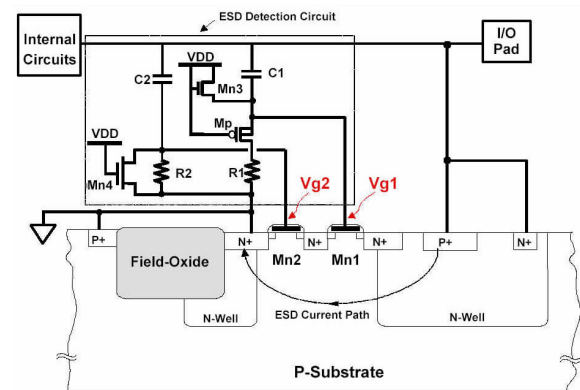 ESD Detection Circuit
Internal
Circuits
I/O
Pad
VDD
C2
C1
Mn3
Mp
VDD
Mn4
R2
R1
Vg2
Vg1
P+
Field-Oxide
N+
Mn2
N+
Mn1
N+
P+
N+
N-Well
ESD Current Path
N-Well
P-Substrate